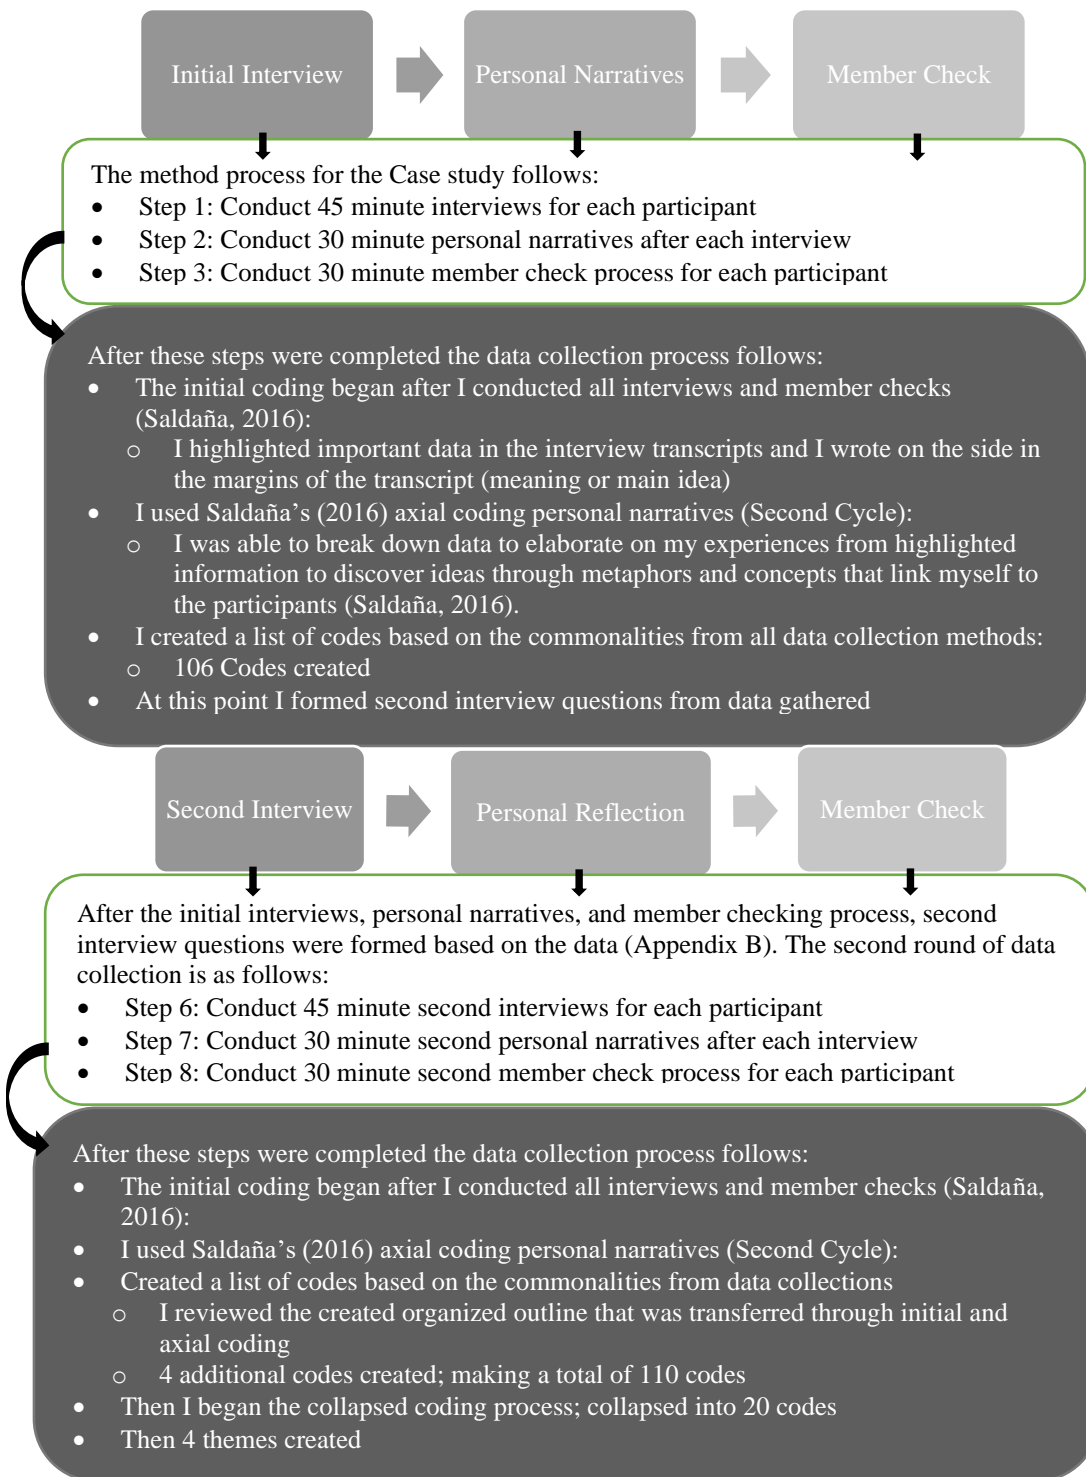 Initial Interview
Personal Narratives
Member Check
The method process for the Case study follows:
• Step 1: Conduct 45 minute interviews for each participant
• Step 2: Conduct 30 minute personal narratives after each interview
• Step 3: Conduct 30 minute member check process for each participant
After these steps were completed the data collection process follows:
• The initial coding began after I conducted all interviews and member checks
(Saldaña, 2016):
o I highlighted important data in the interview transcripts and I wrote on the side in
the margins of the transcript (meaning or main idea)
• I used Saldaña’s (2016) axial coding personal narratives (Second Cycle):
o I was able to break down data to elaborate on my experiences from highlighted
information to discover ideas through metaphors and concepts that link myself to
the participants (Saldaña, 2016).
• I created a list of codes based on the commonalities from all data collection methods:
o 106 Codes created
• At this point I formed second interview questions from data gathered
Second Interview
Personal Reflection
Member Check
After the initial interviews, personal narratives, and member checking process, second
interview questions were formed based on the data (Appendix B). The second round of data
collection is as follows:
• Step 6: Conduct 45 minute second interviews for each participant
• Step 7: Conduct 30 minute second personal narratives after each interview
• Step 8: Conduct 30 minute second member check process for each participant
After these steps were completed the data collection process follows:
• The initial coding began after I conducted all interviews and member checks (Saldaña,
2016):
• I used Saldaña’s (2016) axial coding personal narratives (Second Cycle):
• Created a list of codes based on the commonalities from data collections
o I reviewed the created organized outline that was transferred through initial and
axial coding
o 4 additional codes created; making a total of 110 codes
• Then I began the collapsed coding process; collapsed into 20 codes
• Then 4 themes created